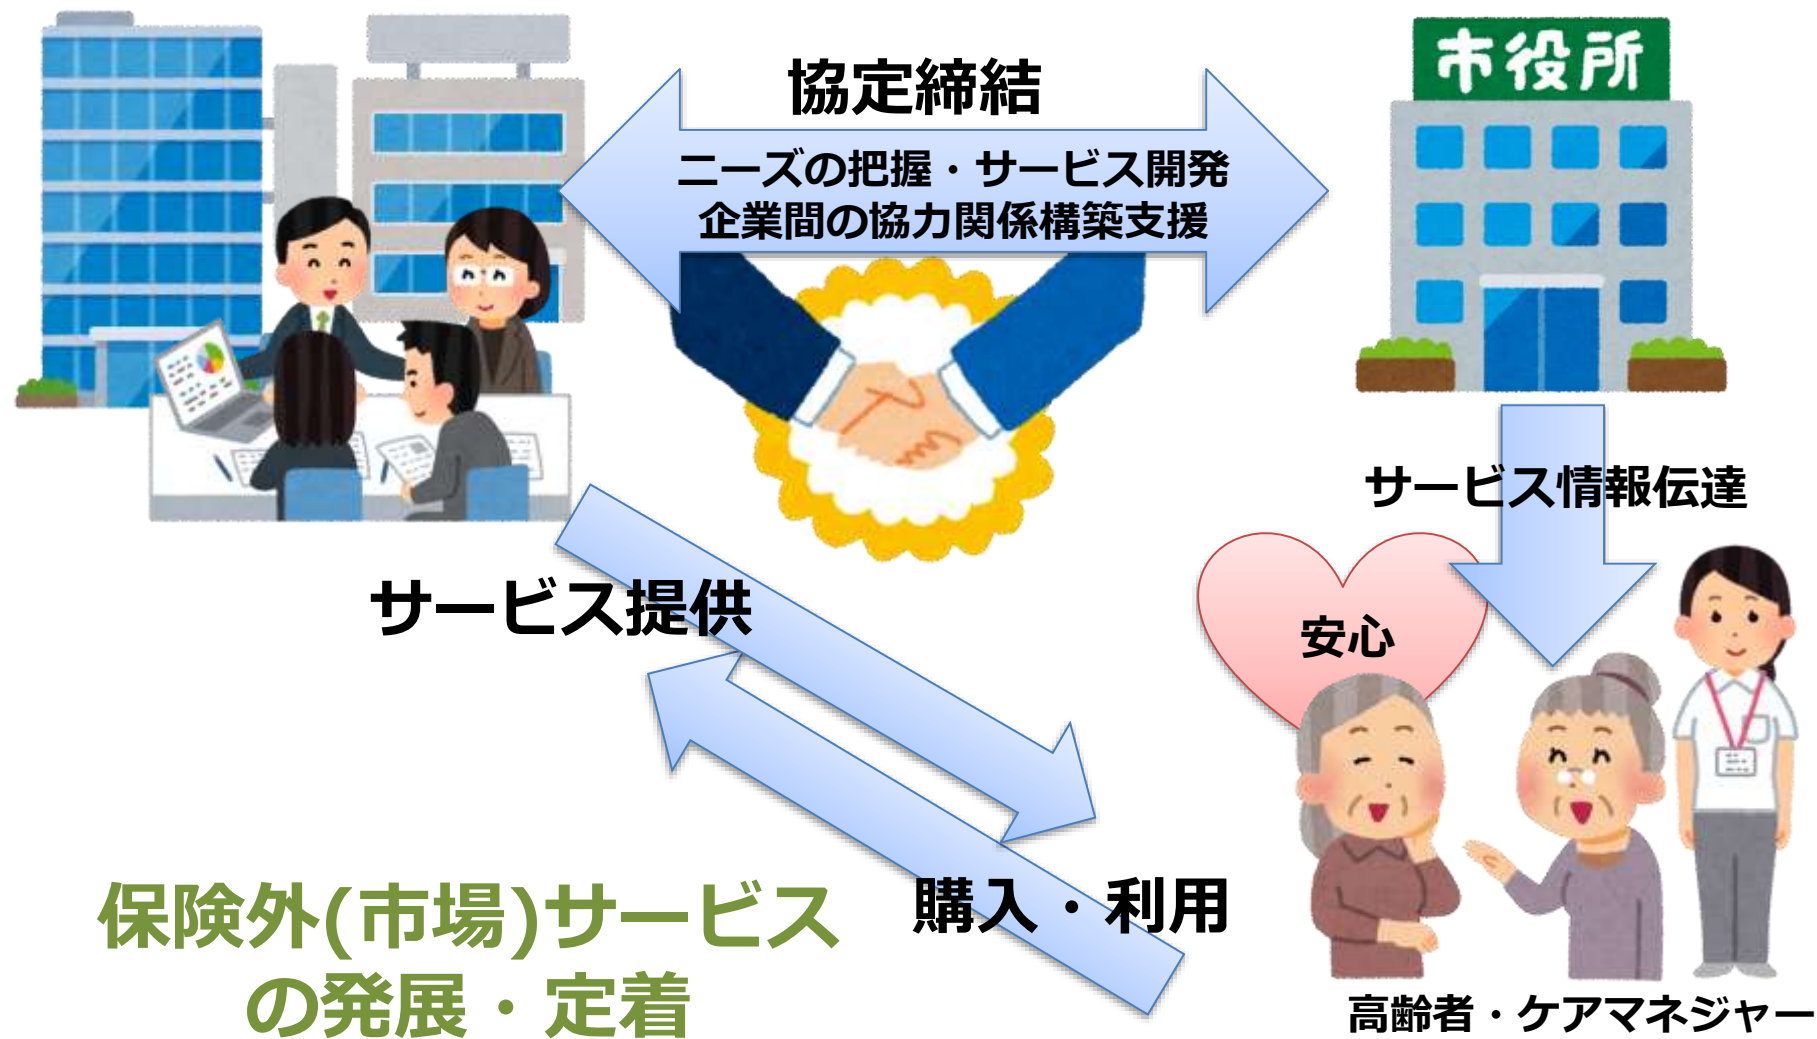 市役所
協定締結
ニーズの把握・サービス開発
企業間の協力関係構築支援
サービス情報伝達
サービス提供
安心
購入・利用
保険外(市場)サービス
の発展・定着
高齢者・ケアマネジャー